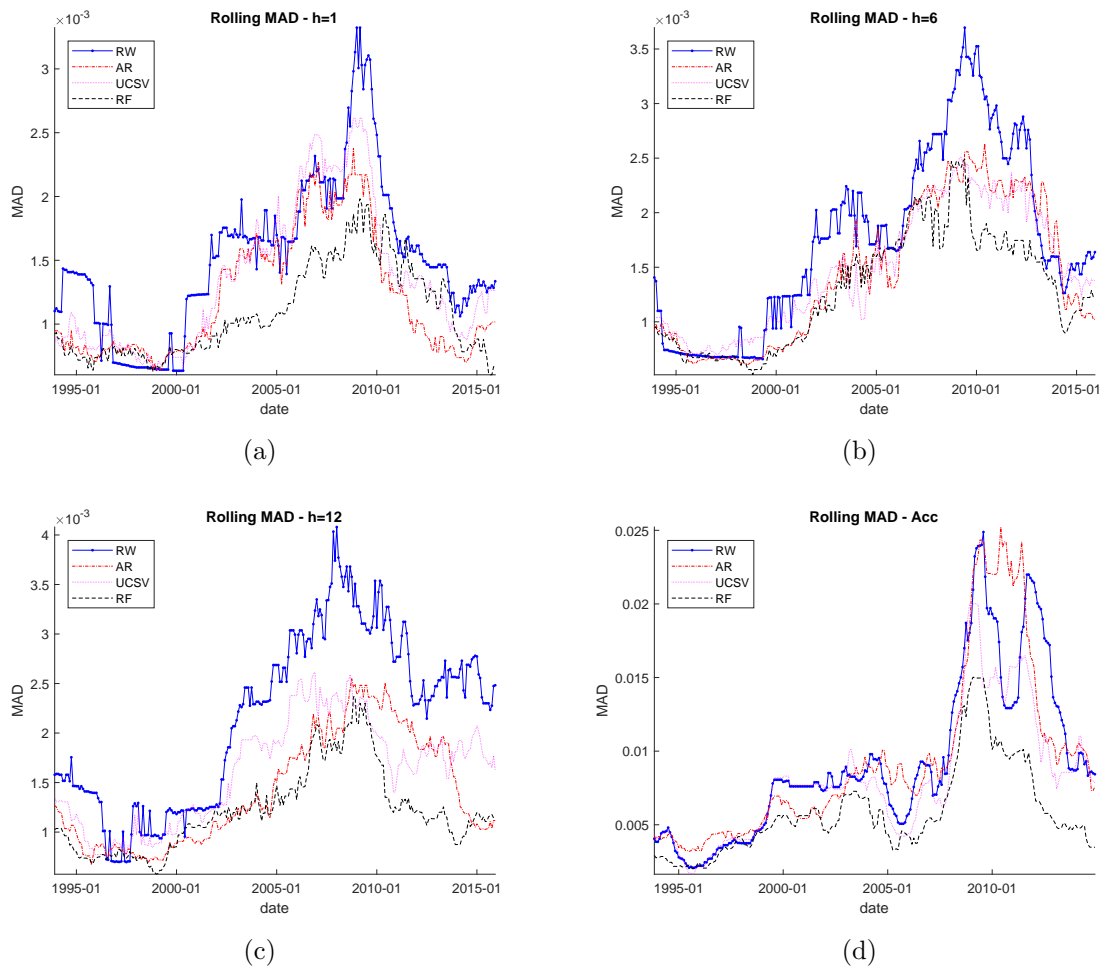 Rolling MAD - h=1
×10⁻³
RW
AR
UCSV
RF
3
2.5
2
1.5
1
MAD
1995-01 2000-01 2005-01 2010-01 2015-01
date
(a)
Rolling MAD - h=6
×10⁻³
RW
AR
UCSV
RF
3.5
3
2.5
2
1.5
1
MAD
1995-01 2000-01 2005-01 2010-01 2015-01
date
(b)
Rolling MAD - h=12
×10⁻³
RW
AR
UCSV
RF
4
3.5
3
2.5
2
1.5
1
MAD
1995-01 2000-01 2005-01 2010-01 2015-01
date
(c)
Rolling MAD - Acc
RW
AR
UCSV
RF
0.025
0.02
0.015
0.01
0.005
MAD
1995-01 2000-01 2005-01 2010-01
date
(d)